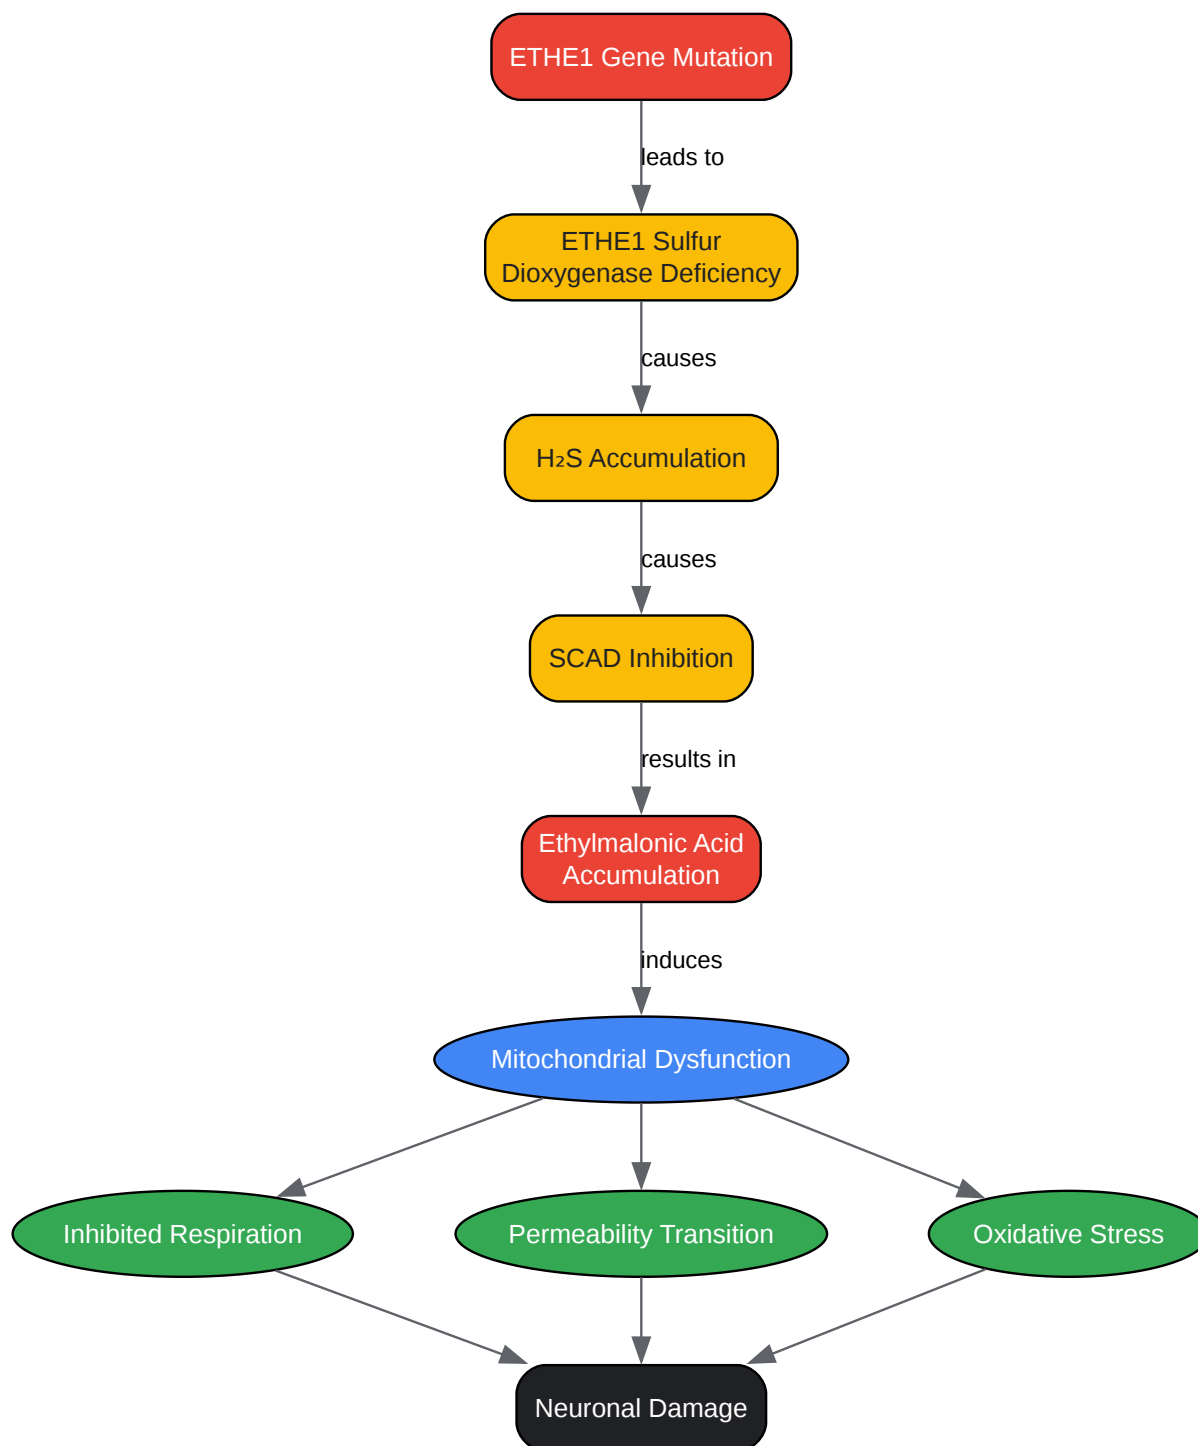 ETHE1 Gene Mutation
leads to
ETHE1 Sulfur
Dioxygenase Deficiency
causes
H₂S Accumulation
causes
SCAD Inhibition
results in
Ethylmalonic Acid
Accumulation
induces
Mitochondrial Dysfunction
Inhibited Respiration
Permeability Transition
Oxidative Stress
Neuronal Damage